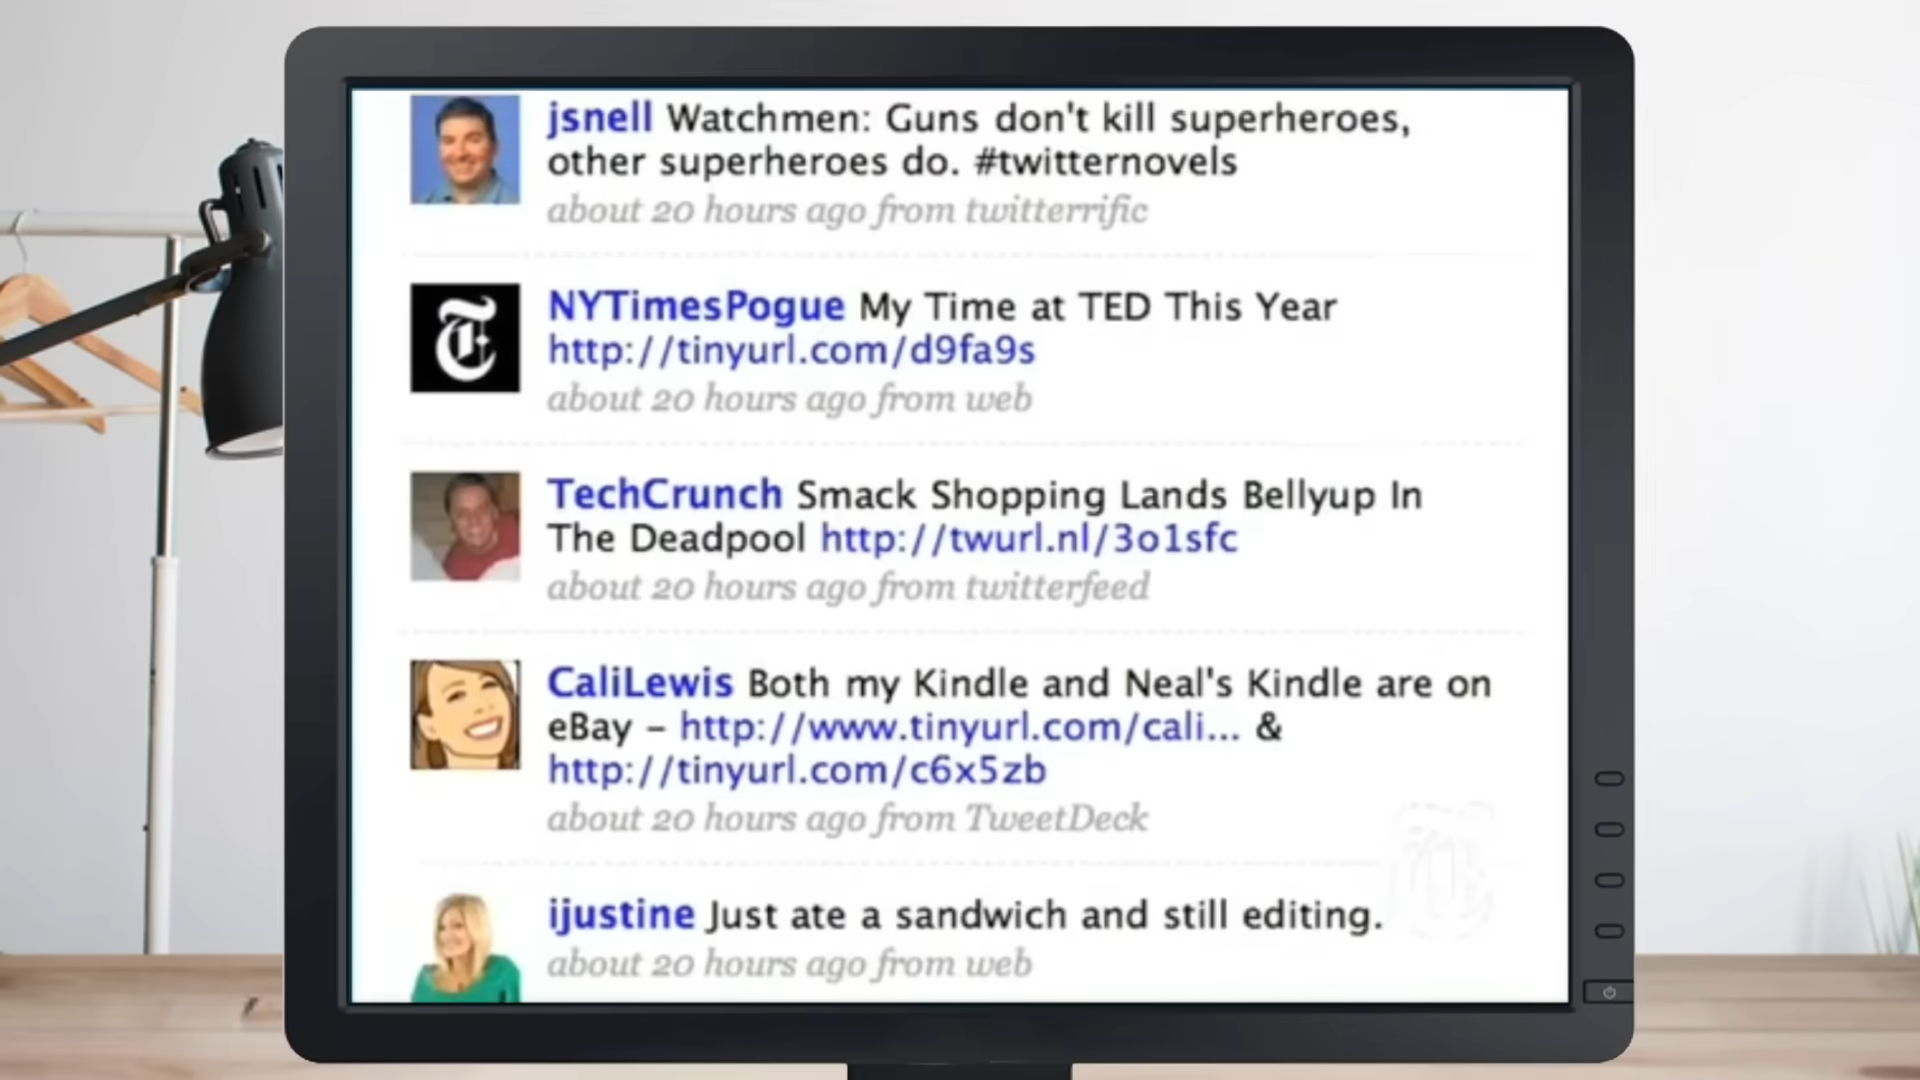 jsnell Watchmen: Guns don't kill superheroes,
other superheroes do. #twitternovels
about 20 hours ago from twitterrific
NYTimesPogue My Time at TED This Year
http://tinyurl.com/d9fa9s
about 20 hours ago from web
TechCrunch Smack Shopping Lands Bellyup In
The Deadpool http://twurl.nl/3o1sfc
about 20 hours ago from twitterfeed
CaliLewis Both my Kindle and Neal's Kindle are on
eBay – http://www.tinyurl.com/cali... &
http://tinyurl.com/c6x5zb
about 20 hours ago from TweetDeck
ijustine Just ate a sandwich and still editing.
about 20 hours ago from web